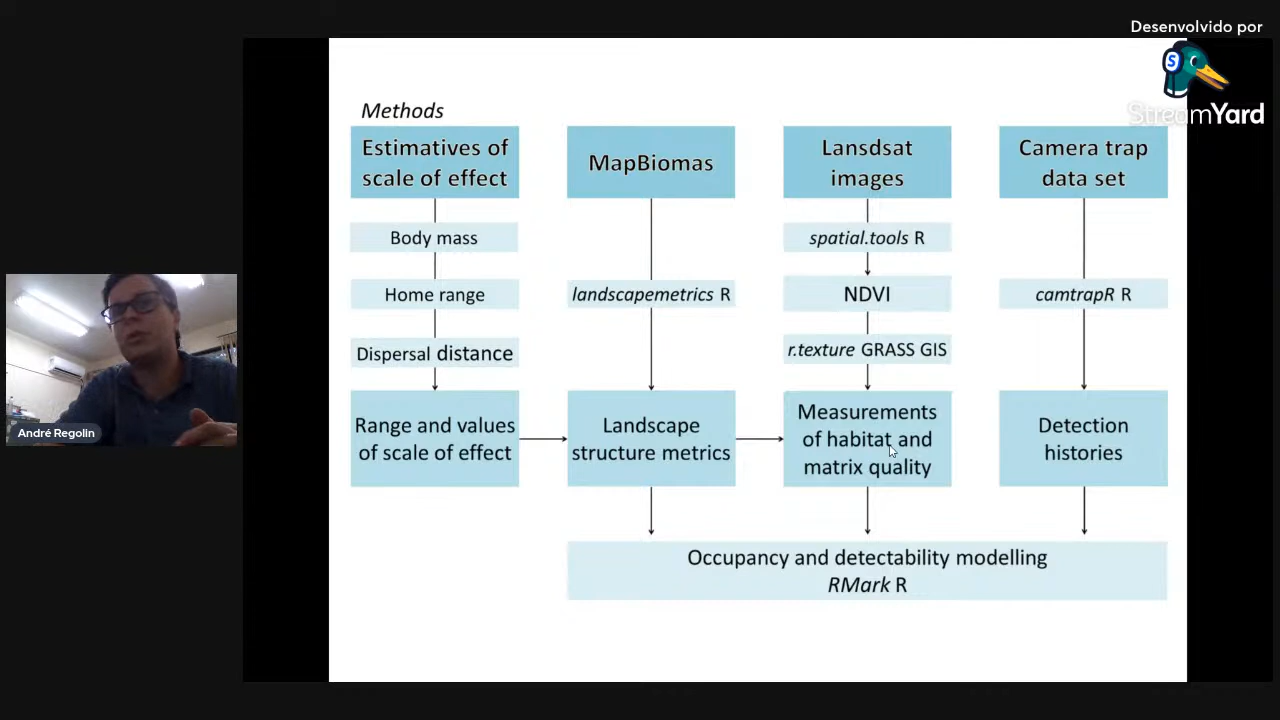 Desenvolvido por
StreamYard
Methods
Estimatives of
scale of effect
MapBiomas
Lansdsat
images
Camera trap
data set
Body mass
spatial.tools R
Home range
landscapemetrics R
NDVI
camtrapR R
Dispersal distance
r.texture GRASS GIS
Range and values
of scale of effect
Landscape
structure metrics
Measurements
of habitat and
matrix quality
Detection
histories
Occupancy and detectability modelling
RMark R
André Regolin
S